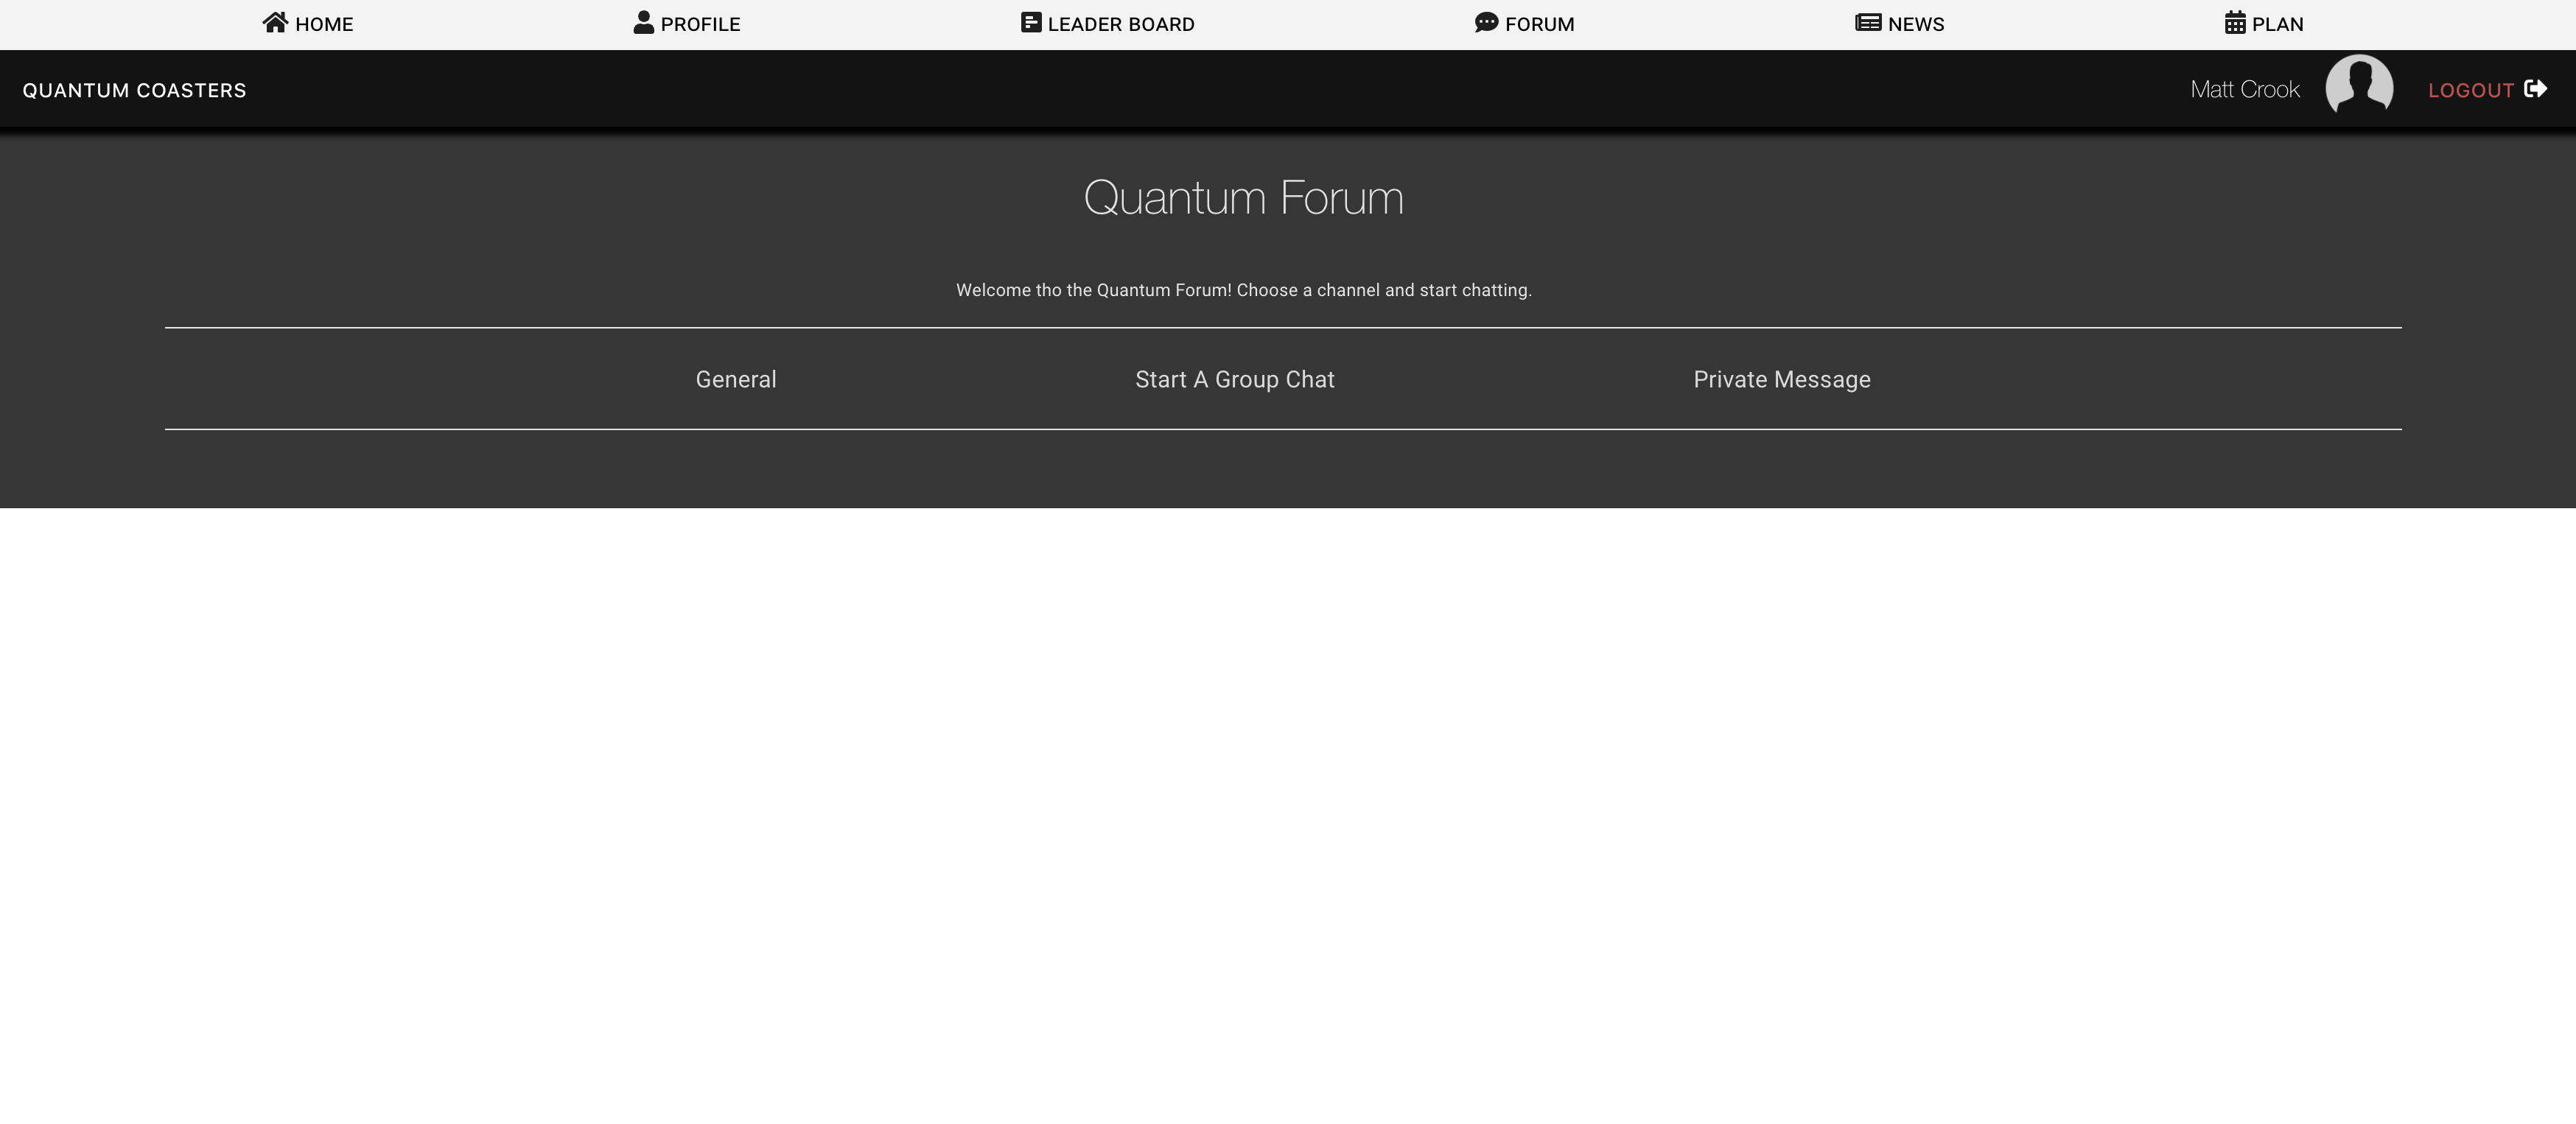 HOME PROFILE LEADER BOARD FORUM NEWS PLAN
QUANTUM COASTERS Matt Crook LOGOUT
Quantum Forum
Welcome tho the Quantum Forum! Choose a channel and start chatting.
General Start A Group Chat Private Message